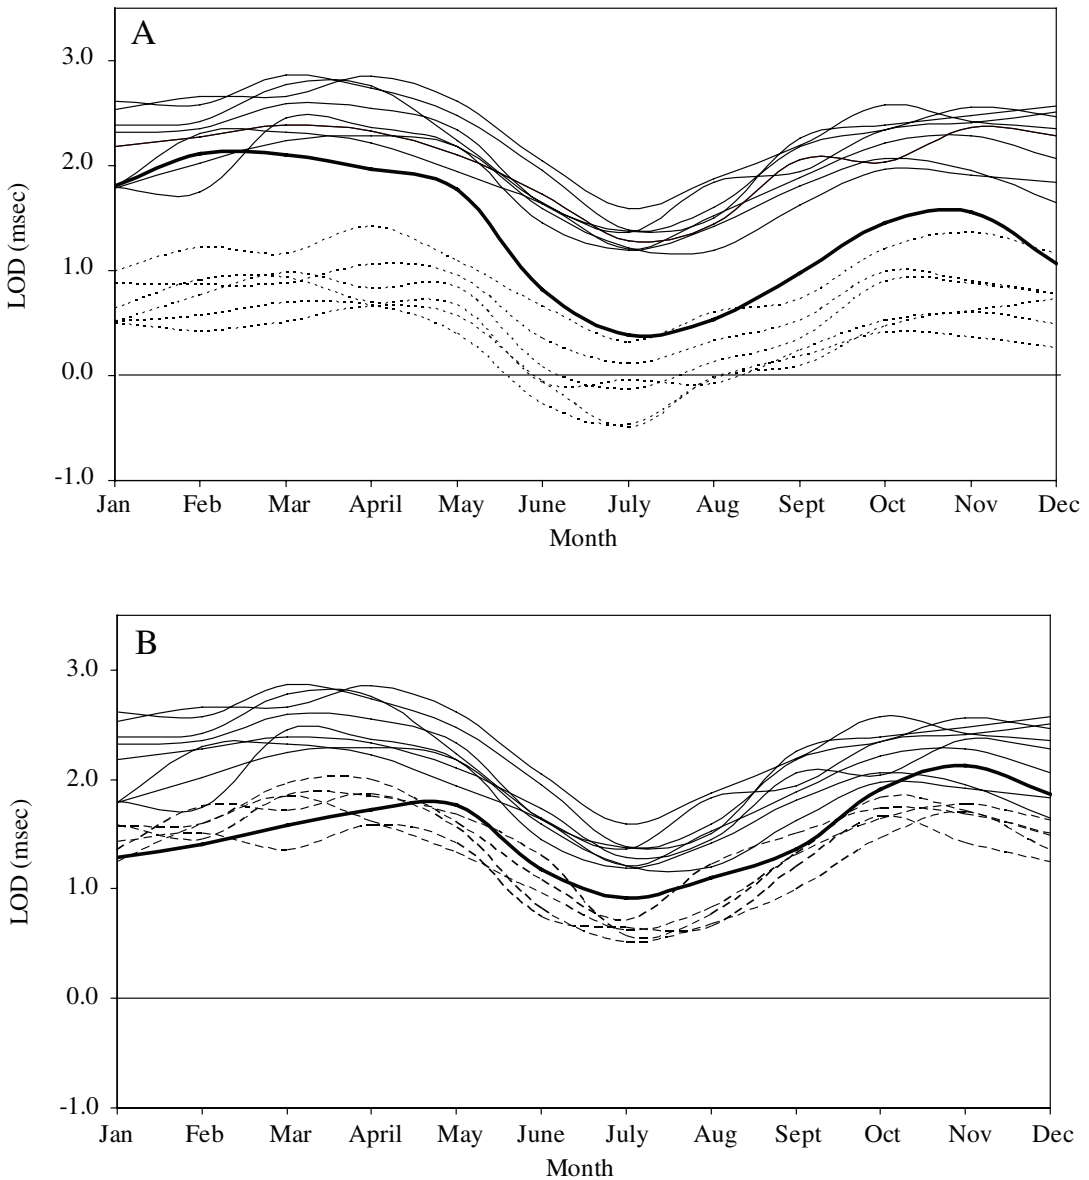 A
3.0
2.0
1.0
0.0
-1.0
LOD (msec)
Jan Feb Mar April May June July Aug Sept Oct Nov Dec
Month
B
3.0
2.0
1.0
0.0
-1.0
LOD (msec)
Jan Feb Mar April May June July Aug Sept Oct Nov Dec
Month